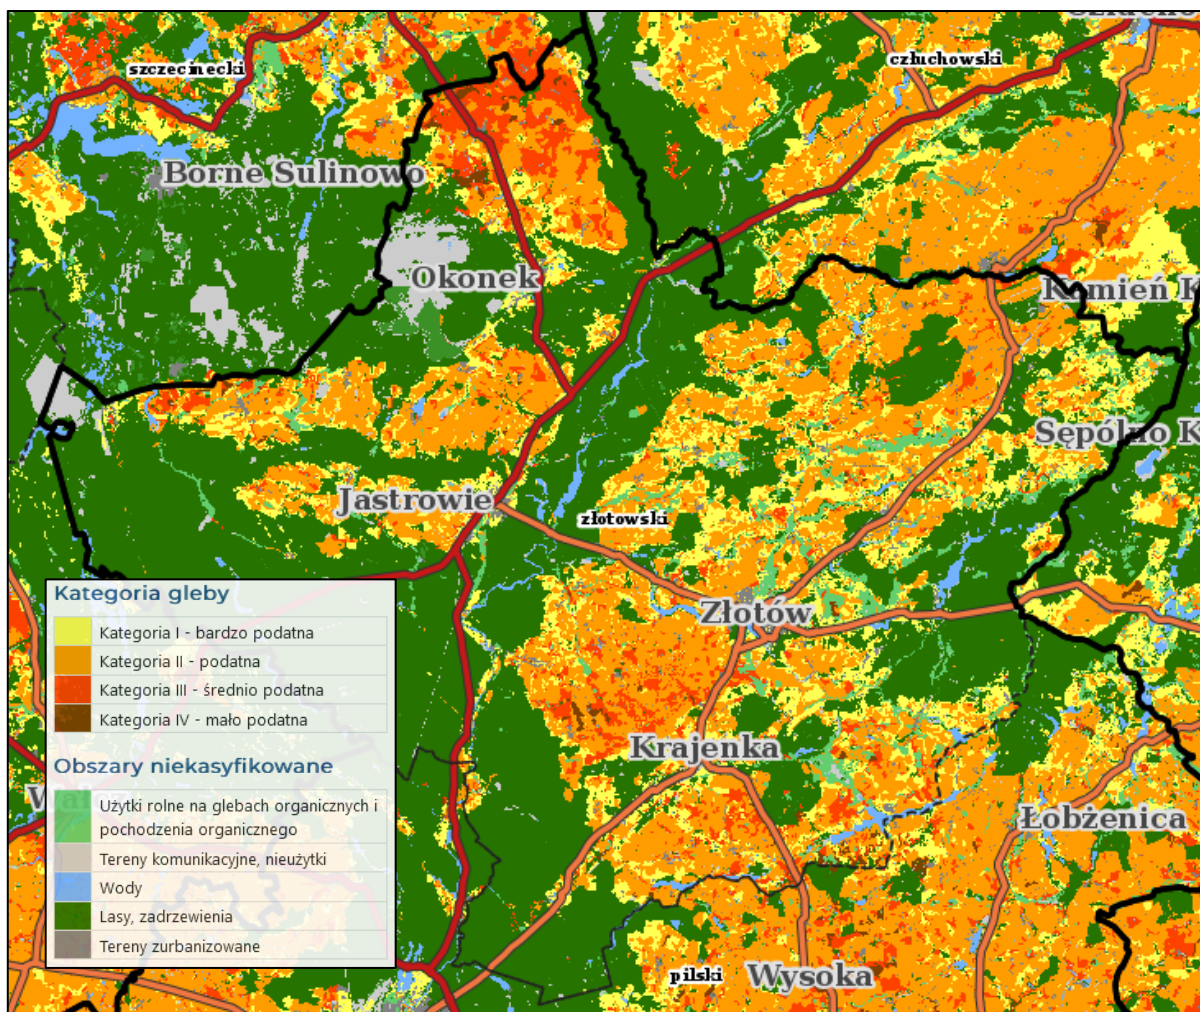 szczecinecki
człuchowski
Borne Sulinowo
Okonek
Kamień K
Sępólno K
Jastrowie
złotowski
Kategoria gleby
Kategoria I - bardzo podatna
Złotów
Kategoria II - podatna
Kategoria III - średnio podatna
Kategoria IV - mało podatna
Krajenka
Obszary niekasyfikowane
Użytki rolne na glebach organicznych i
pochodzenia organicznego
Łobżenica
Tereny komunikacyjne, nieużytki
Wody
Lasy, zadrzewienia
Tereny zurbanizowane
pilski
Wysoka